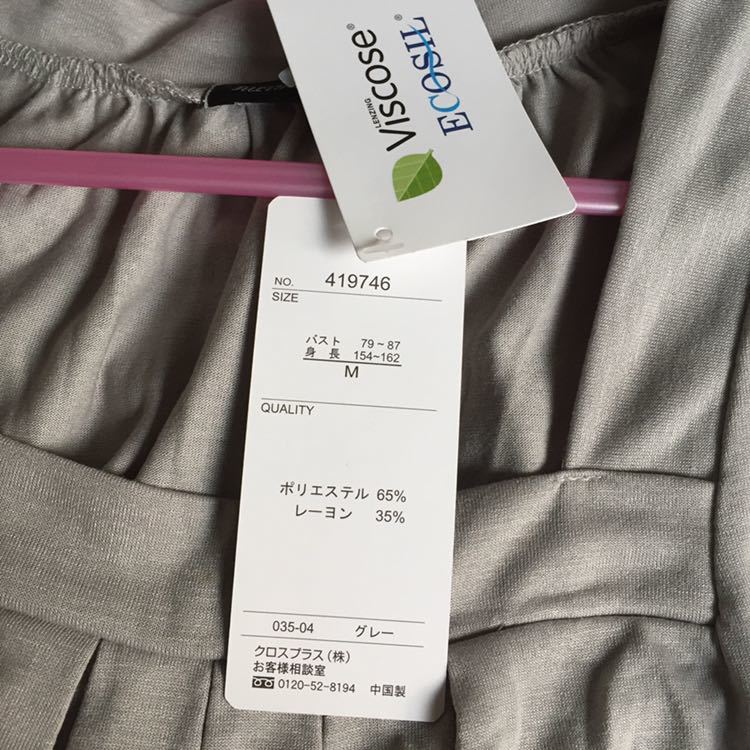 LENZING
Viscose®
ECOSIL®
NO. 419746
SIZE
バスト 79~87
身長 154~162
M
QUALITY
ポリエステル 65%
レーヨン 35%
035-04 グレー
クロスプラス(株)
お客様相談室
0120-52-8194 中国製